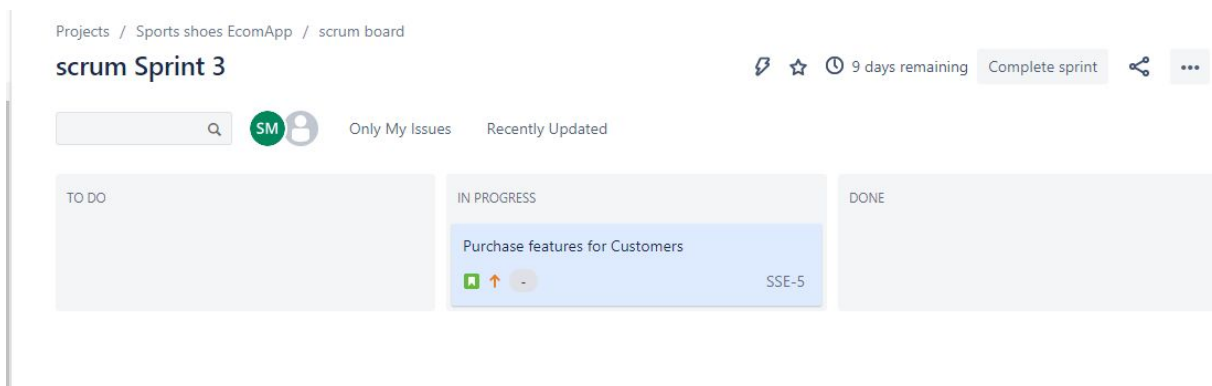 Projects / Sports shoes EcomApp / scrum board
scrum Sprint 3
9 days remaining
Complete sprint
SM
Only My Issues
Recently Updated
TO DO
IN PROGRESS
DONE
Purchase features for Customers
-
SSE-5